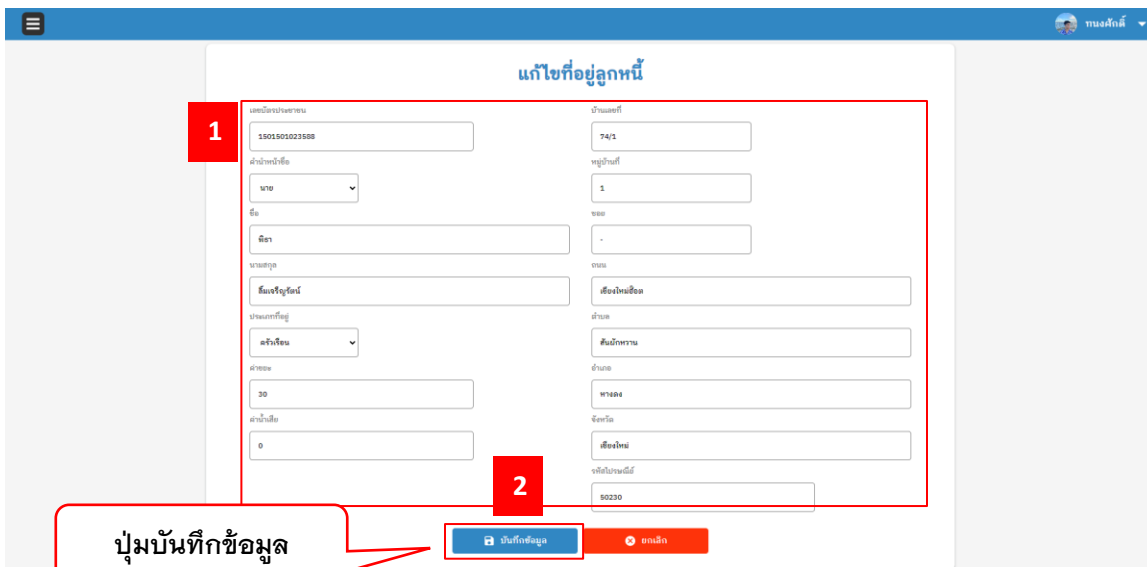 ทนงศักดิ์
แก้ไขที่อยู่ลูกหนี้
1
เลขบัตรประชาชน
1501501023588
คำนำหน้าชื่อ
นาย
ชื่อ
พิธา
นามสกุล
ลิ้มเจริญรัตน์
ประเภทที่อยู่
ครัวเรือน
ค่าขยะ
30
ค่าน้ำเสีย
0
บ้านเลขที่
74/1
หมู่บ้านที่
1
ซอย
-
ถนน
เชียงใหม่ฮ๊อด
ตำบล
สันผักหวาน
อำเภอ
หางดง
จังหวัด
เชียงใหม่
รหัสไปรษณีย์
50230
2
บันทึกข้อมูล
ยกเลิก
ปุ่มบันทึกข้อมูล